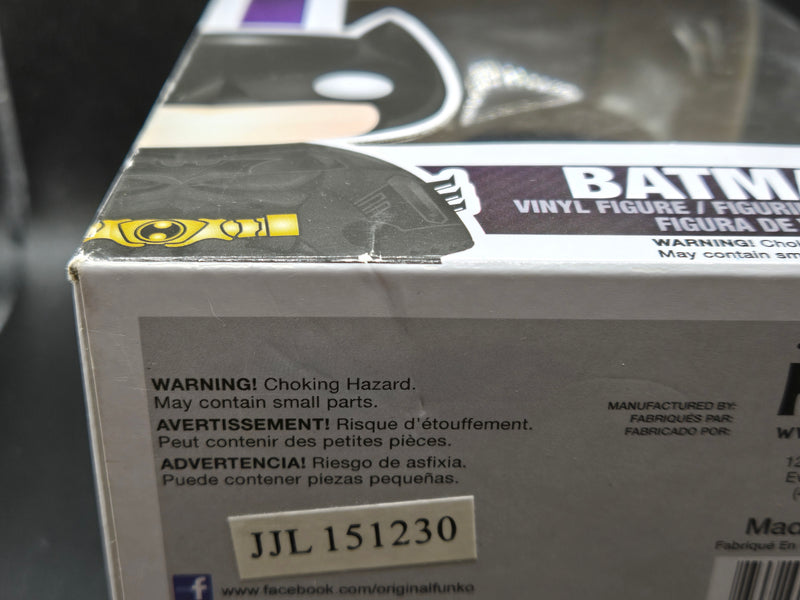 BATMA
VINYL FIGURE / FIGURI
FIGURA DE
WARNING! Chok
May contain sm
WARNING! Choking Hazard.
May contain small parts.
AVERTISSEMENT! Risque d'étouffement.
Peut contenir des petites pièces.
ADVERTENCIA! Riesgo de asfixia.
Puede contener piezas pequeñas.
JJL 151230
www.facebook.com/originalfunko
MANUFACTURED BY:
FABRIQUÉS PAR:
FABRICADO POR:
Mad
Fabriqué En